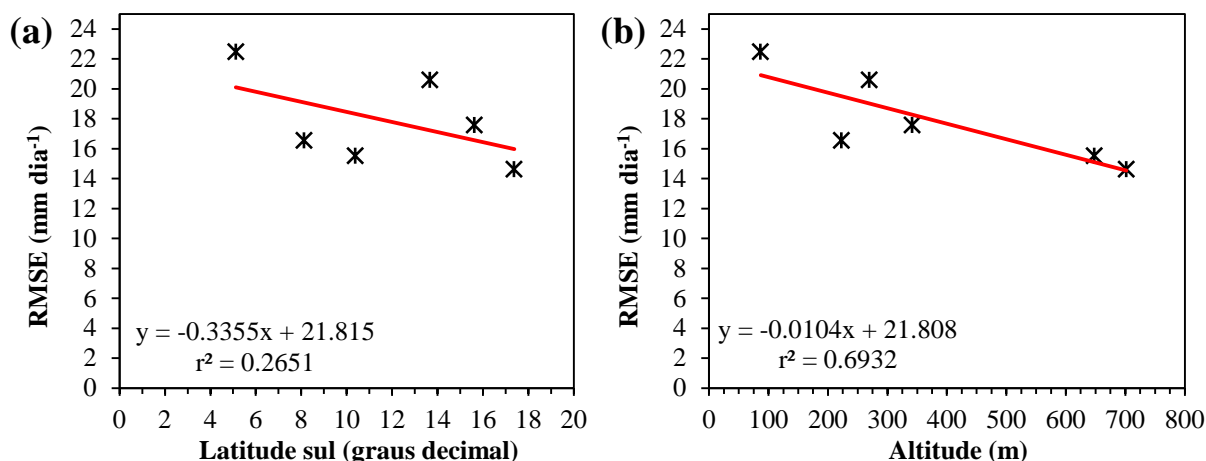 (a)
RMSE (mm dia⁻¹)
24
22
20
18
16
14
12
10
8
6
4
2
0
y = -0.3355x + 21.815
r² = 0.2651
0 2 4 6 8 10 12 14 16 18 20
Latitude sul (graus decimal)
(b)
RMSE (mm dia⁻¹)
24
22
20
18
16
14
12
10
8
6
4
2
0
y = -0.0104x + 21.808
r² = 0.6932
0 100 200 300 400 500 600 700 800
Altitude (m)